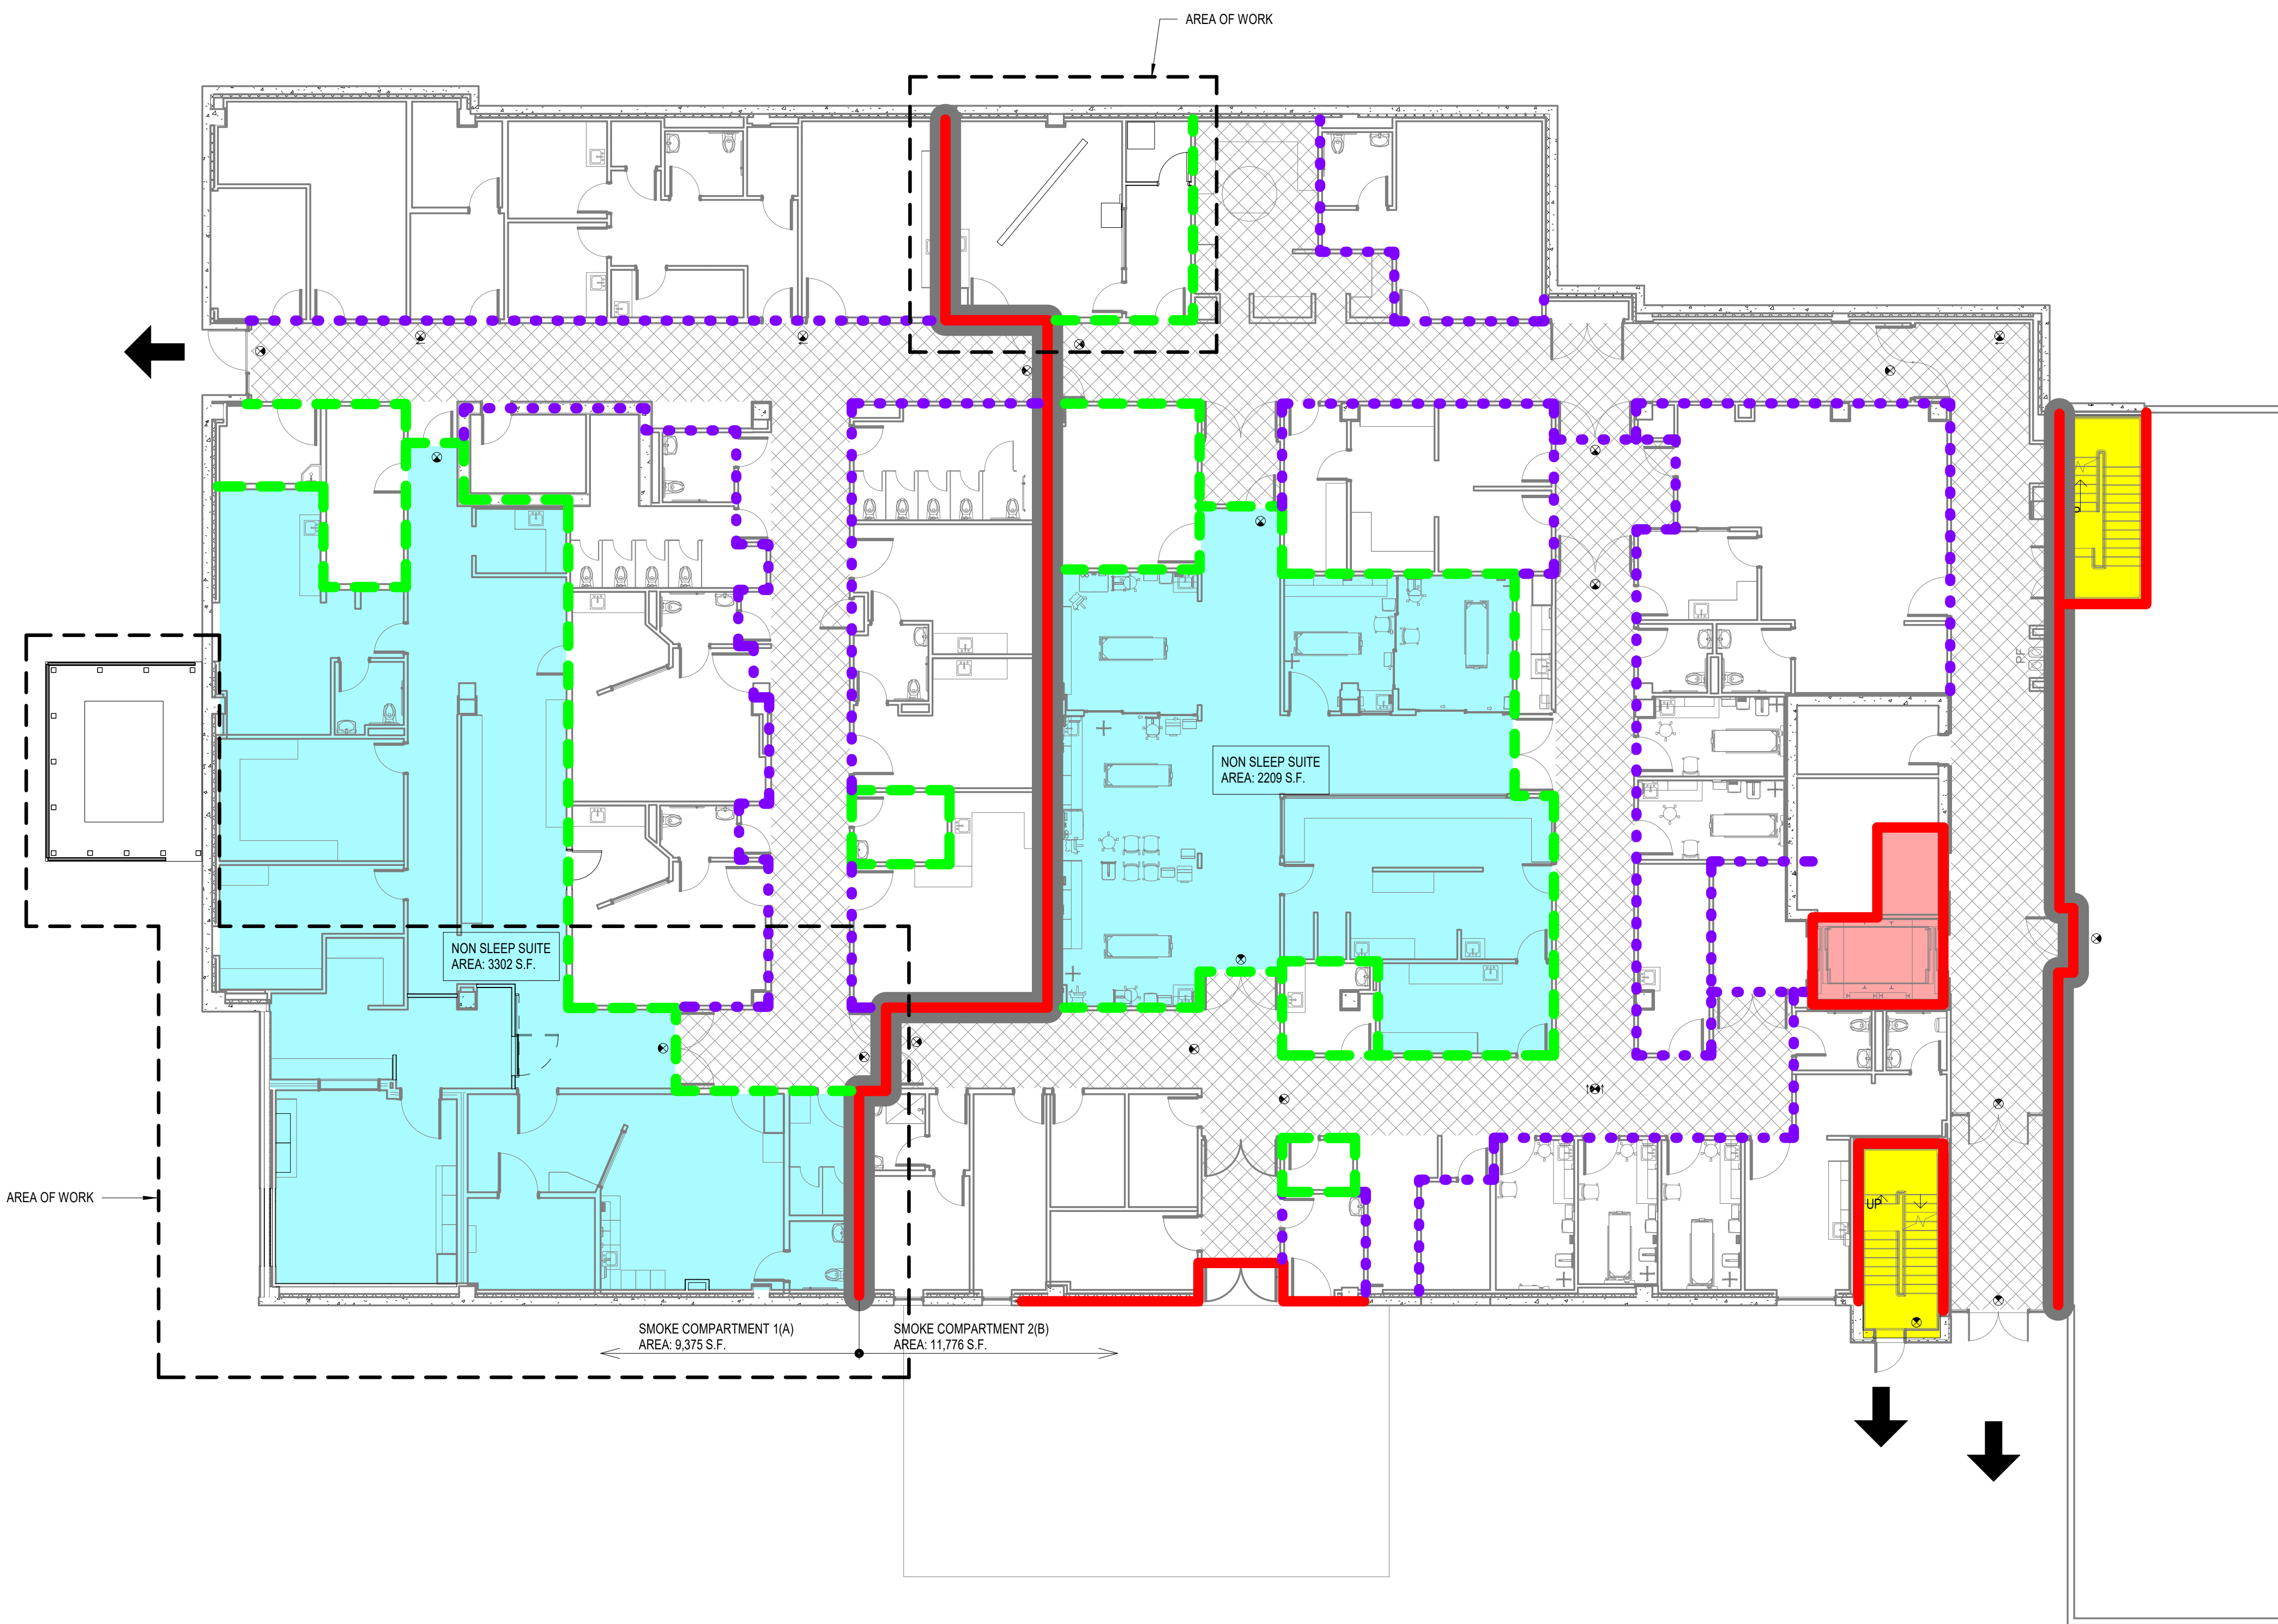 AREA OF WORK
RF
NON SLEEP SUITE
AREA: 2209 S.F.
NON SLEEP SUITE
AREA: 3302 S.F.
AREA OF WORK
UP
SMOKE COMPARTMENT 1(A)
AREA: 9,375 S.F.
SMOKE COMPARTMENT 2(B)
AREA: 11,776 S.F.